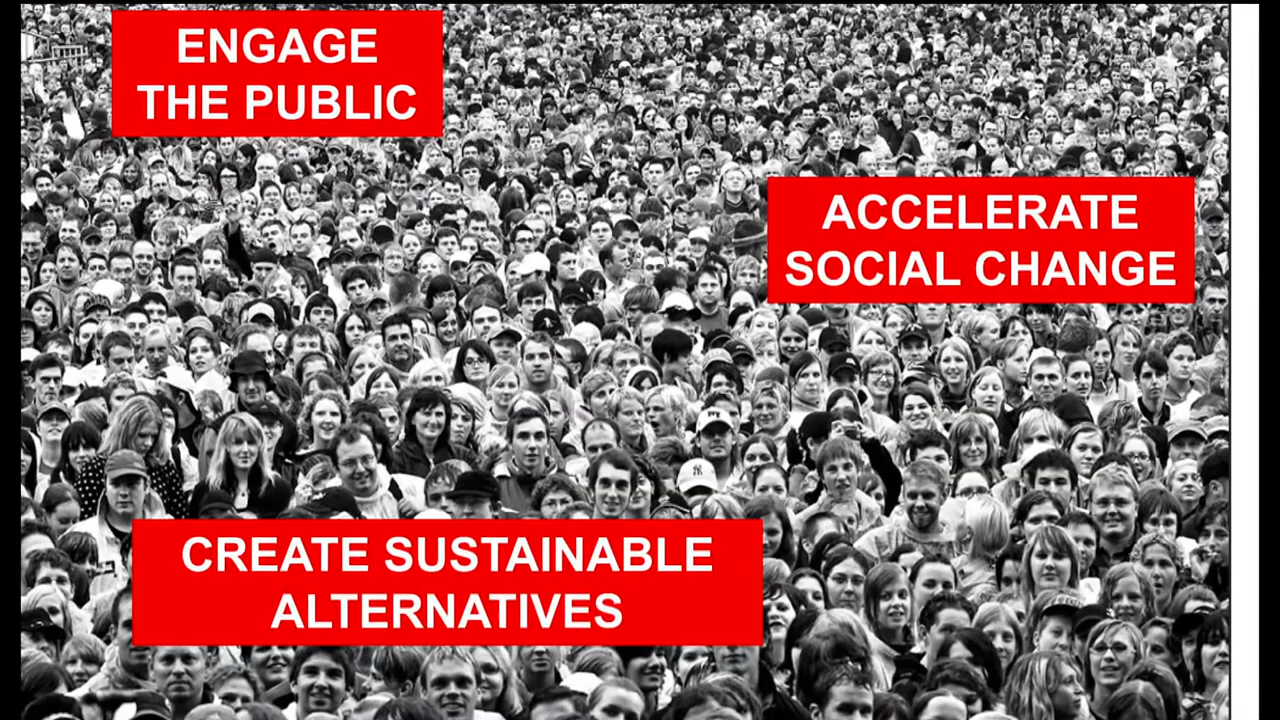 ENGAGE
THE PUBLIC
ACCELERATE
SOCIAL CHANGE
CREATE SUSTAINABLE
ALTERNATIVES